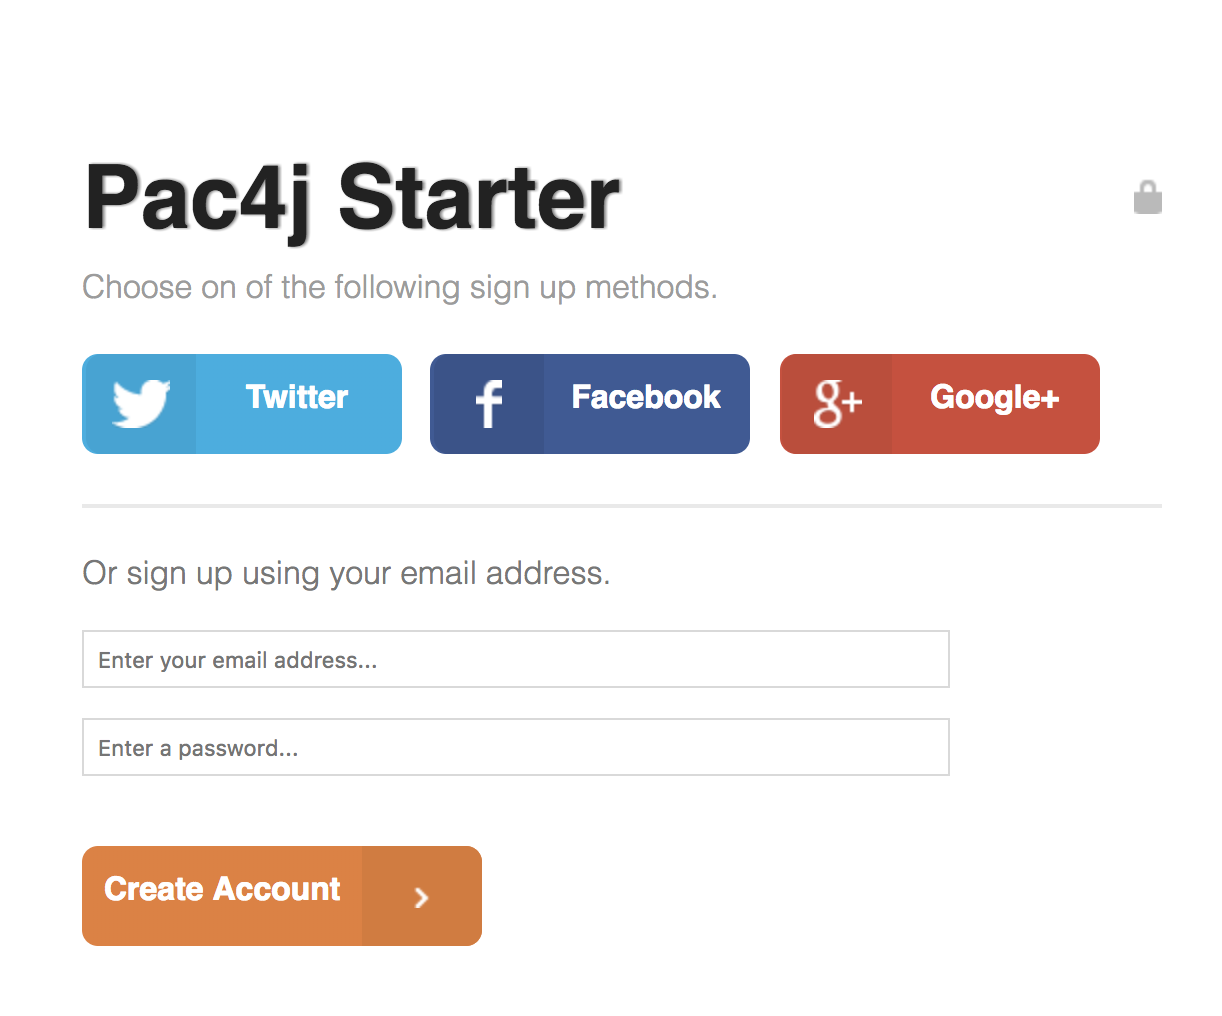 Pac4j Starter
Choose on of the following sign up methods.
Twitter
f Facebook
g+ Google+
Or sign up using your email address.
Enter your email address...
Enter a password...
Create Account